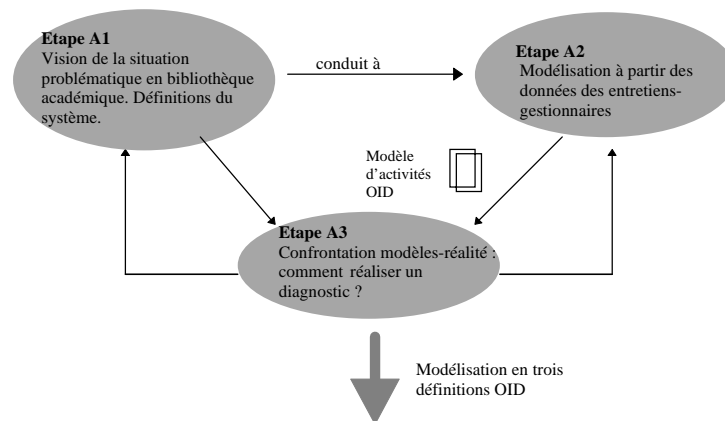 Etape A1
Vision de la situation
problématique en bibliothèque
académique. Définitions du
système.
conduit à
Etape A2
Modélisation à partir des
données des entretiens-
gestionnaires
Modèle
d'activités
OID
Etape A3
Confrontation modèles-réalité :
comment réaliser un
diagnostic ?
Modélisation en trois
définitions OID